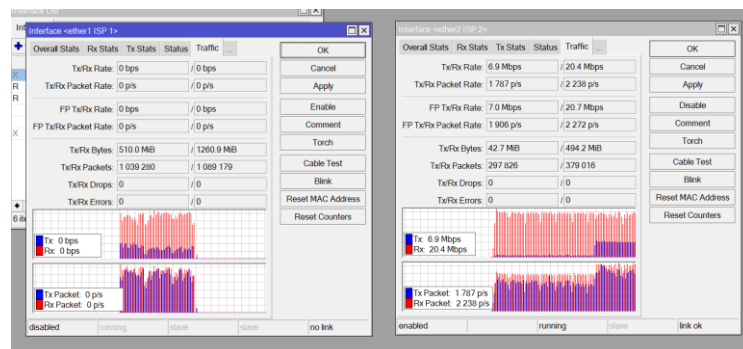 Interface List
Int
X
R
R
X
6 ite
Interface <ether1 ISP 1>
Overall Stats Rx Stats Tx Stats Status Traffic ...
Tx/Rx Rate: 0 bps / 0 bps
Tx/Rx Packet Rate: 0 p/s / 0 p/s
FP Tx/Rx Rate: 0 bps / 0 bps
FP Tx/Rx Packet Rate: 0 p/s / 0 p/s
Tx/Rx Bytes: 510.0 MiB / 1260.9 MiB
Tx/Rx Packets: 1 039 280 / 1 089 179
Tx/Rx Drops: 0 / 0
Tx/Rx Errors: 0 / 0
Tx: 0 bps
Rx: 0 bps
Tx Packet: 0 p/s
Rx Packet: 0 p/s
OK
Cancel
Apply
Enable
Comment
Torch
Cable Test
Blink
Reset MAC Address
Reset Counters
disabled running slave slave no link
Interface <ether2 ISP 2>
Overall Stats Rx Stats Tx Stats Status Traffic ...
Tx/Rx Rate: 6.9 Mbps / 20.4 Mbps
Tx/Rx Packet Rate: 1 787 p/s / 2 238 p/s
FP Tx/Rx Rate: 7.0 Mbps / 20.7 Mbps
FP Tx/Rx Packet Rate: 1 906 p/s / 2 272 p/s
Tx/Rx Bytes: 42.7 MiB / 494.2 MiB
Tx/Rx Packets: 297 826 / 379 016
Tx/Rx Drops: 0 / 0
Tx/Rx Errors: 0 / 0
Tx: 6.9 Mbps
Rx: 20.4 Mbps
Tx Packet: 1 787 p/s
Rx Packet: 2 238 p/s
OK
Cancel
Apply
Disable
Comment
Torch
Cable Test
Blink
Reset MAC Address
Reset Counters
enabled running slave link ok